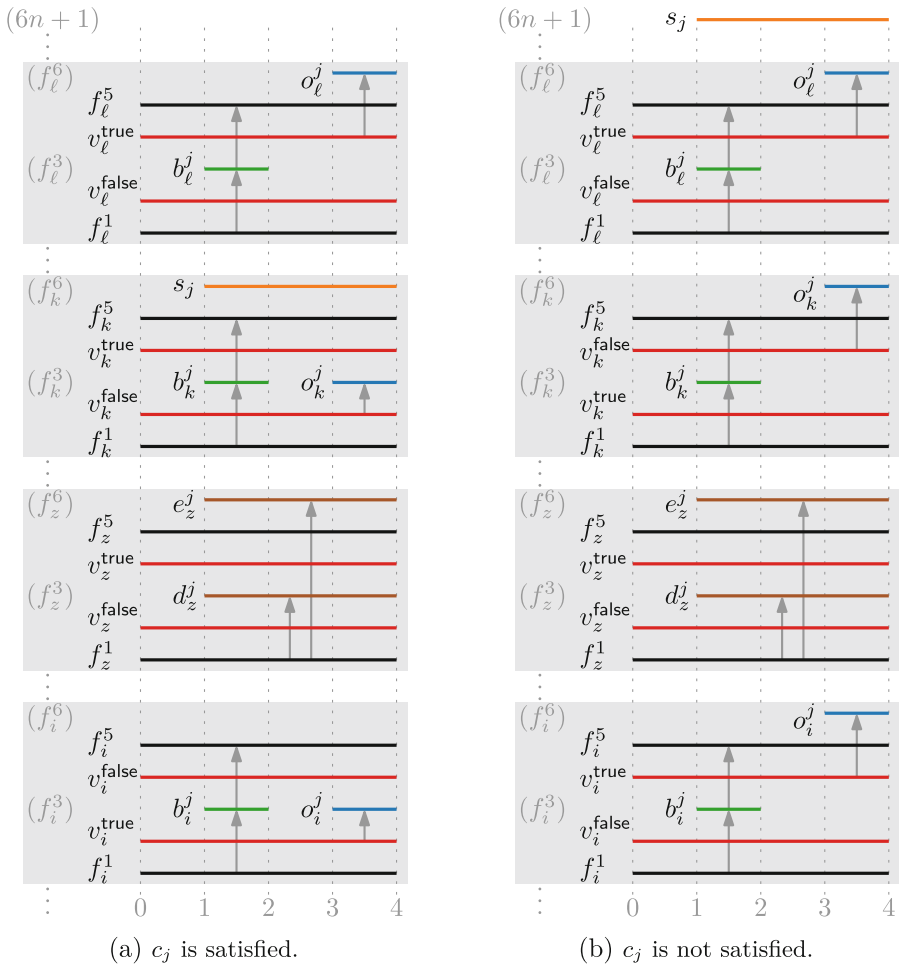 (6n + 1)
(f_ℓ^6)
o_ℓ^j
f_ℓ^5
v_ℓ^true
(f_ℓ^3)
b_ℓ^j
v_ℓ^false
f_ℓ^1
(f_k^6)
s_j
f_k^5
v_k^true
(f_k^3)
b_k^j
o_k^j
v_k^false
f_k^1
(f_z^6)
e_z^j
f_z^5
v_z^true
(f_z^3)
d_z^j
v_z^false
f_z^1
(f_i^6)
f_i^5
v_i^false
(f_i^3)
b_i^j
o_i^j
v_i^true
f_i^1
0 1 2 3 4
(a) c_j is satisfied.
(6n + 1)
s_j
(f_ℓ^6)
o_ℓ^j
f_ℓ^5
v_ℓ^true
(f_ℓ^3)
b_ℓ^j
v_ℓ^false
f_ℓ^1
(f_k^6)
o_k^j
f_k^5
v_k^false
(f_k^3)
b_k^j
v_k^true
f_k^1
(f_z^6)
e_z^j
f_z^5
v_z^true
(f_z^3)
d_z^j
v_z^false
f_z^1
(f_i^6)
o_i^j
f_i^5
v_i^true
(f_i^3)
b_i^j
v_i^false
f_i^1
0 1 2 3 4
(b) c_j is not satisfied.